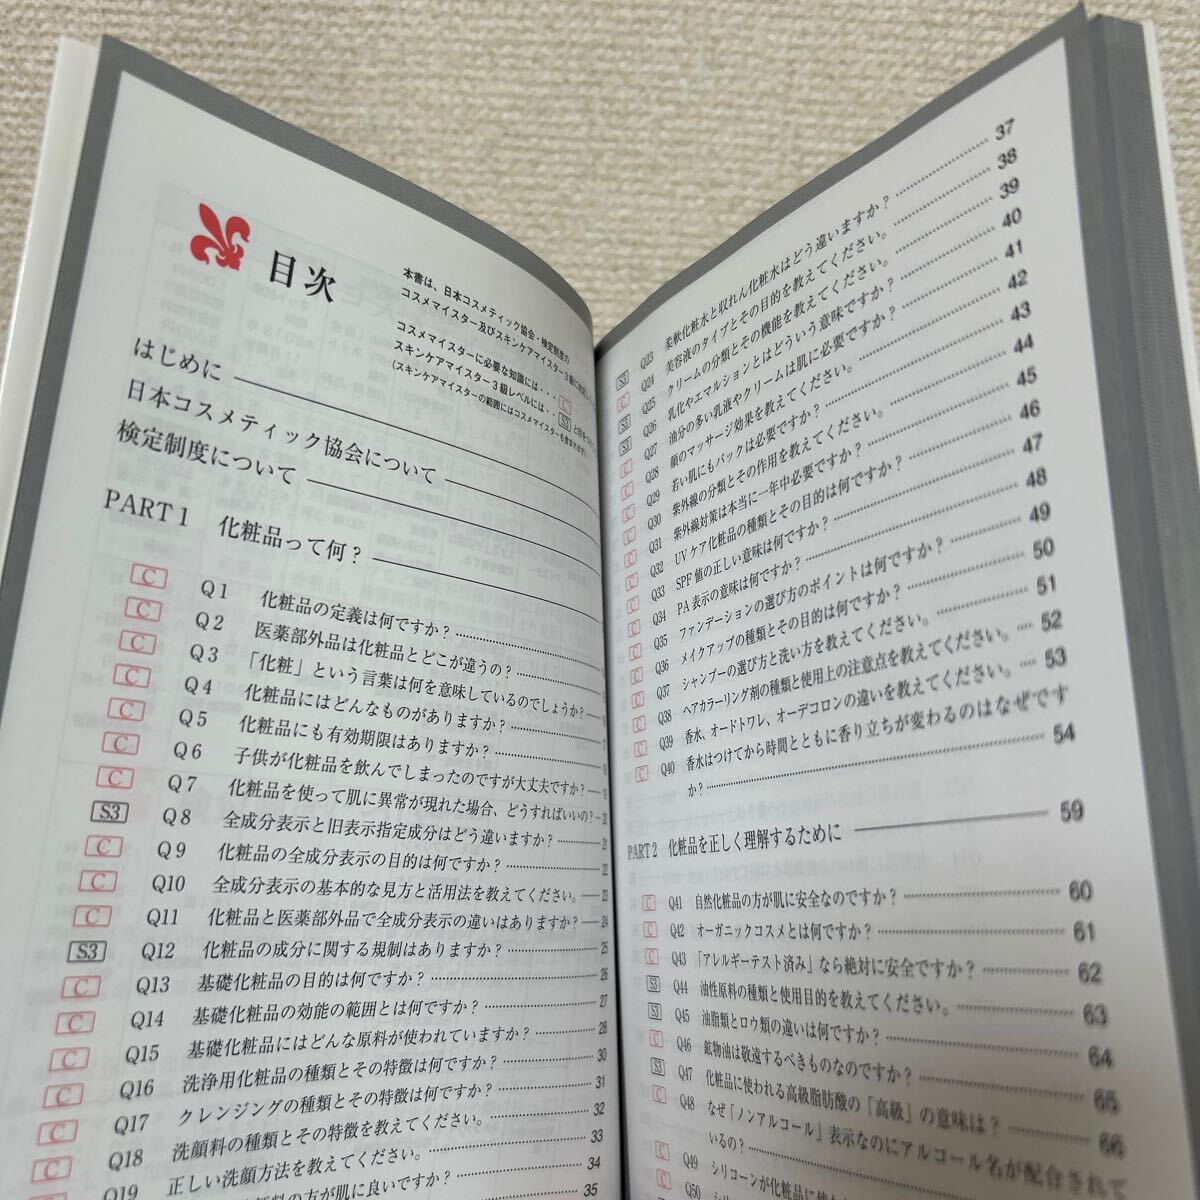 目次
本書は、日本コスメティック協会・検定制度の
コスメマイスター及びスキンケアマイスター3級に
コスメマイスターに必要な知識には・・・C
スキンケアマイスター3級レベルには・・・S3
(スキンケアマイスターの範囲にはコスメマイスターも含まれます)
はじめに
日本コスメティック協会について
検定制度について
PART 1 化粧品って何?
C Q1 化粧品の定義は何ですか?
C Q2 医薬部外品は化粧品とどこが違うの?
C Q3 「化粧」という言葉は何を意味しているのでしょうか?
C Q4 化粧品にはどんなものがありますか?
C Q5 化粧品にも有効期限はありますか?
C Q6 子供が化粧品を飲んでしまったのですが大丈夫ですか? 19
C Q7 化粧品を使って肌に異常が現れた場合、どうすればいいの? 20
S3 Q8 全成分表示と旧表示指定成分はどう違いますか? 21
C Q9 化粧品の全成分表示の目的は何ですか? 22
C Q10 全成分表示の基本的な見方と活用法を教えてください。 23
C Q11 化粧品と医薬部外品で全成分表示の違いはありますか? 24
S3 Q12 化粧品の成分に関する規制はありますか? 25
C Q13 基礎化粧品の目的は何ですか? 26
C Q14 基礎化粧品の効能の範囲とは何ですか? 27
C Q15 基礎化粧品にはどんな原料が使われていますか? 28
C Q16 洗浄用化粧品の種類とその特徴は何ですか? 30
C Q17 クレンジングの種類とその特徴は何ですか? 31
C Q18 洗顔料の種類とその特徴を教えてください。 32
C Q19 正しい洗顔方法を教えてください。 33
の方が肌に良いですか? 34
35
37
S3 Q23 柔軟化粧水と収れん化粧水はどう違いますか? 38
C Q24 美容液のタイプとその目的を教えてください。 39
S3 Q25 クリームの分類とその機能を教えてください。 40
S3 Q26 乳化やエマルションとはどういう意味ですか? 41
C Q27 油分の多い乳液やクリームは肌に必要ですか? 42
C Q28 顔のマッサージ効果を教えてください。 43
C Q29 若い肌にもパックは必要ですか? 44
C Q30 紫外線の分類とその作用を教えてください。 45
C Q31 紫外線対策は本当に一年中必要ですか? 46
C Q32 UVケア化粧品の種類とその目的は何ですか? 47
C Q33 SPF値の正しい意味は何ですか? 48
C Q34 PA表示の意味は何ですか? 49
C Q35 ファンデーションの選び方のポイントは何ですか? 50
C Q36 メイクアップの種類とその目的は何ですか? 51
C Q37 シャンプーの選び方と洗い方を教えてください。 52
C Q38 ヘアカラーリング剤の種類と使用上の注意点を教えてください。 53
C Q39 香水、オードトワレ、オーデコロンの違いを教えてください。
C Q40 香水はつけてから時間とともに香り立ちが変わるのはなぜです
か? 54
PART 2 化粧品を正しく理解するために 59
C Q41 自然化粧品の方が肌に安全なのですか? 60
C Q42 オーガニックコスメとは何ですか? 61
C Q43 「アレルギーテスト済み」なら絶対に安全ですか? 62
S3 Q44 油性原料の種類と使用目的を教えてください。 63
S3 Q45 油脂類とロウ類の違いは何ですか? 64
C Q46 鉱物油は敬遠するべきものなのですか? 65
S3 Q47 化粧品に使われる高級脂肪酸の「高級」の意味は? 66
C Q48 なぜ「ノンアルコール」表示なのにアルコール名が配合されて
いるの?
Q49 シリコーンが化粧品に
Q50